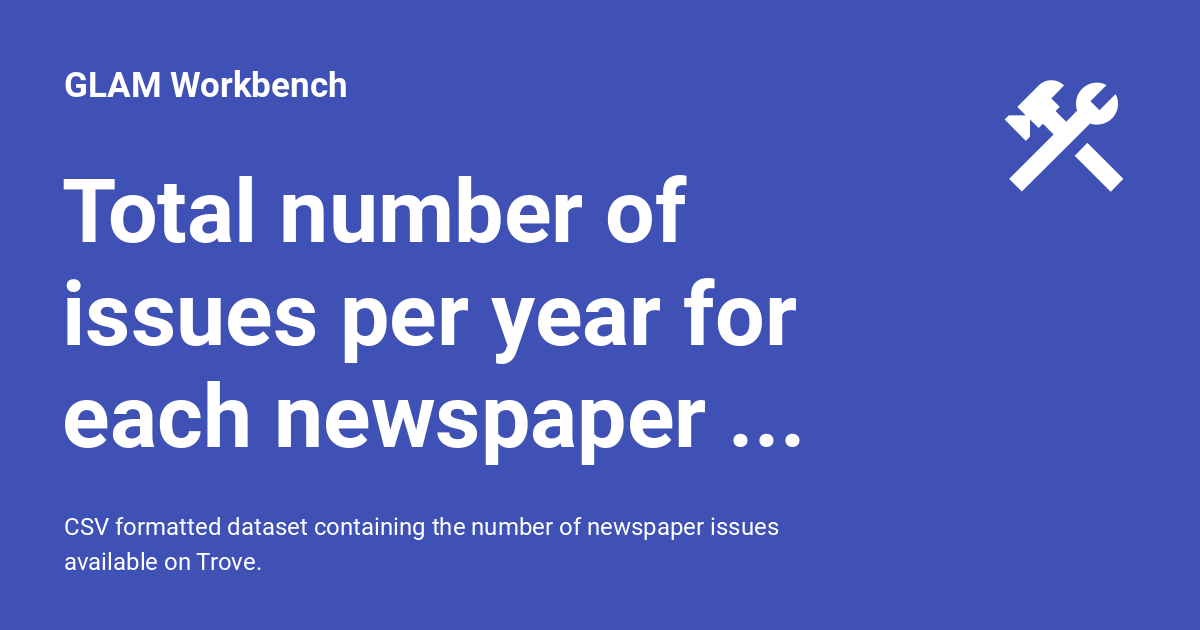 GLAM Workbench
Total number of
issues per year for
each newspaper ...
CSV formatted dataset containing the number of newspaper issues
available on Trove.